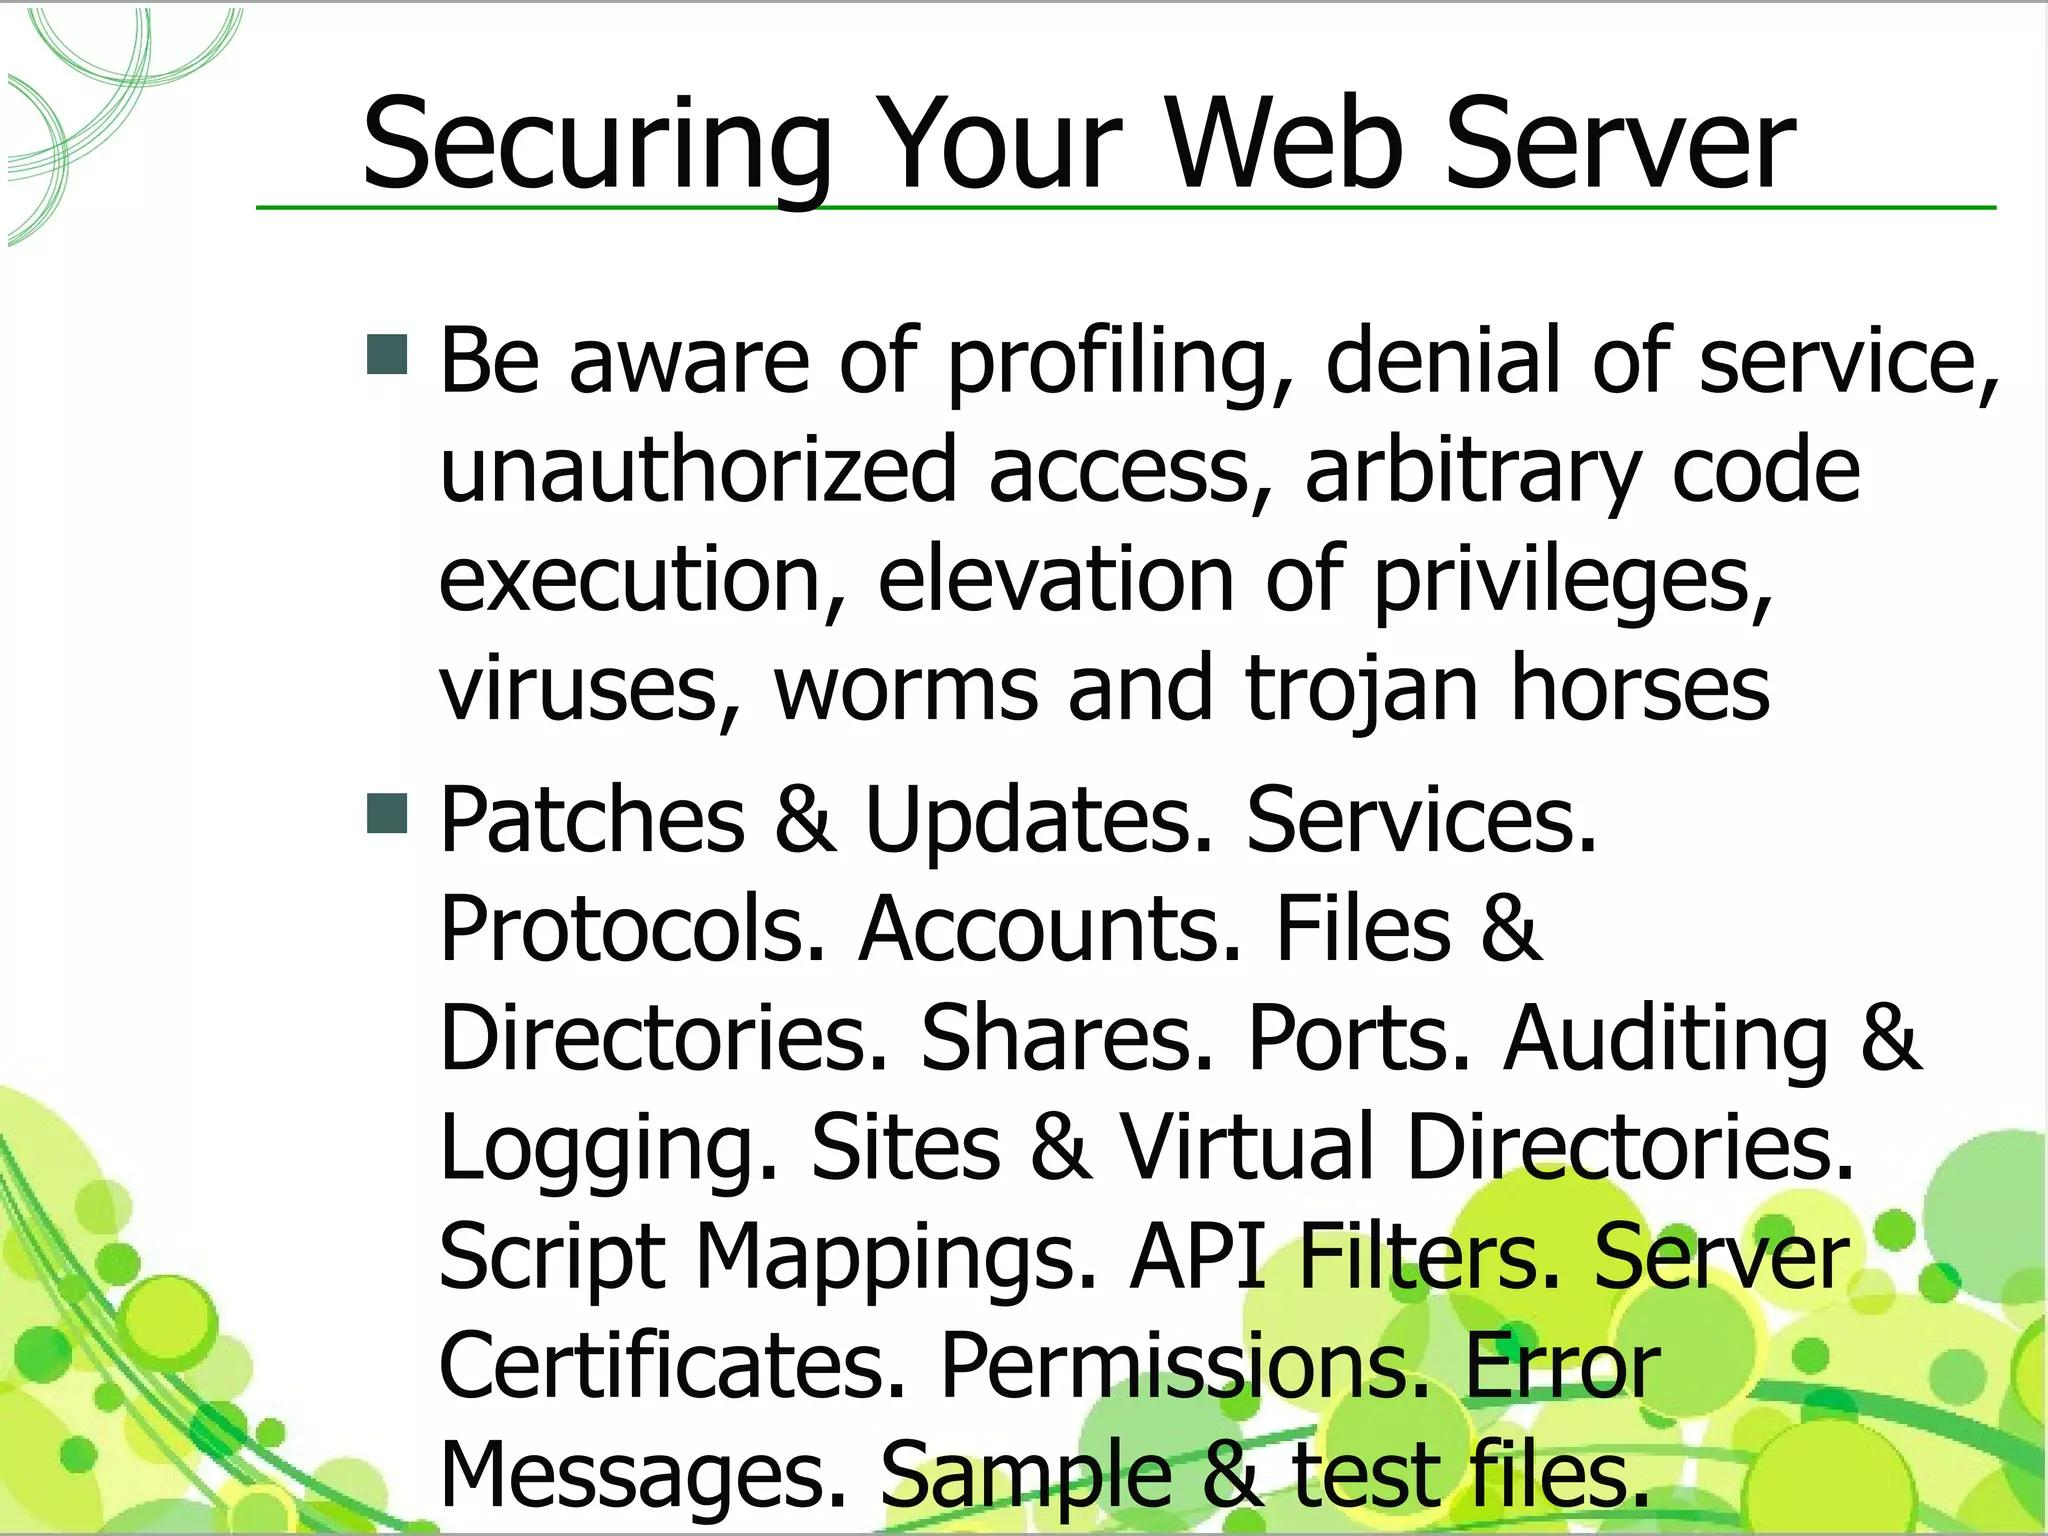 Securing Your Web Server
Be aware of profiling, denial of service,
unauthorized access, arbitrary code
execution, elevation of privileges,
viruses, worms and trojan horses
Patches & Updates. Services.
Protocols. Accounts. Files &
Directories. Shares. Ports. Auditing &
Logging. Sites & Virtual Directories.
Script Mappings. API Filters. Server
Certificates. Permissions. Error
Messages. Sample & test files.